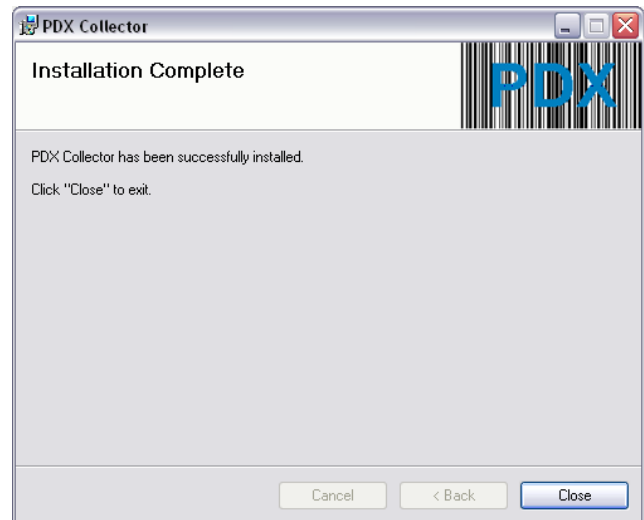 PDX Collector
Installation Complete
PDX
PDX Collector has been successfully installed.
Click "Close" to exit.
Cancel
< Back
Close